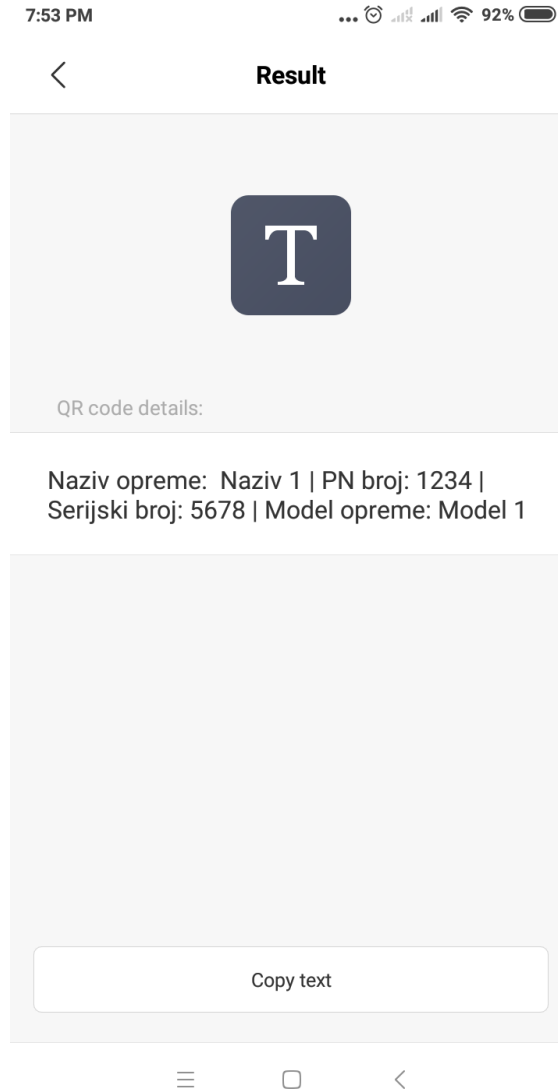 7:53 PM
92%
Result
T
QR code details:
Naziv opreme:  Naziv 1 | PN broj: 1234 |
Serijski broj: 5678 | Model opreme: Model 1
Copy text